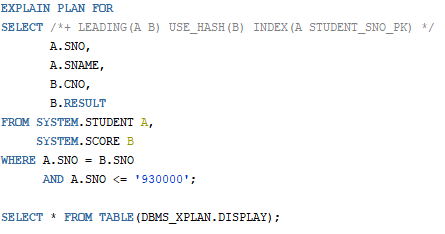 EXPLAIN PLAN FOR
SELECT /*+ LEADING(A B) USE_HASH(B) INDEX(A STUDENT_SNO_PK) */
A.SNO,
A.SNAME,
B.CNO,
B.RESULT
FROM SYSTEM.STUDENT A,
SYSTEM.SCORE B
WHERE A.SNO = B.SNO
AND A.SNO <= '930000';
SELECT * FROM TABLE(DBMS_XPLAN.DISPLAY);